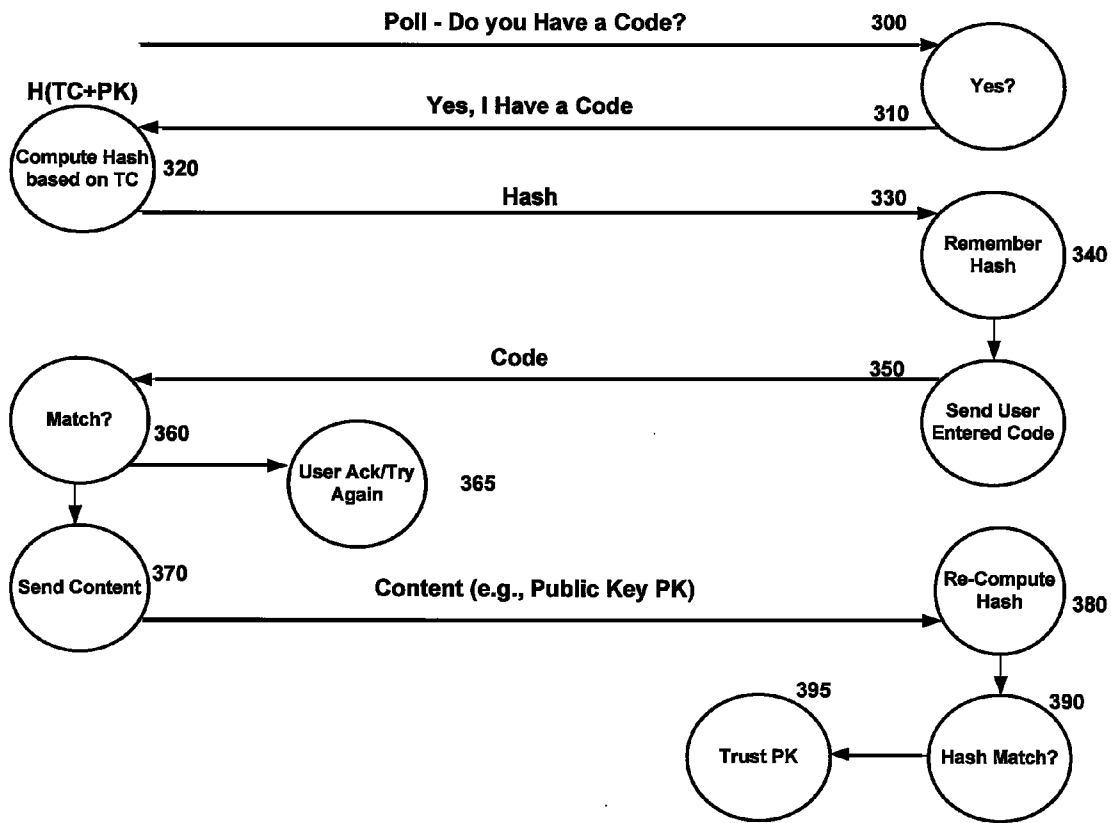 Poll - Do you Have a Code?
300
Yes?
H(TC+PK)
Yes, I Have a Code
310
Compute Hash
based on TC
320
Hash
330
Remember
Hash
340
Code
350
Match?
360
Send User
Entered Code
User Ack/Try
Again
365
Send Content
370
Content (e.g., Public Key PK)
Re-Compute
Hash
380
395
390
Trust PK
Hash Match?